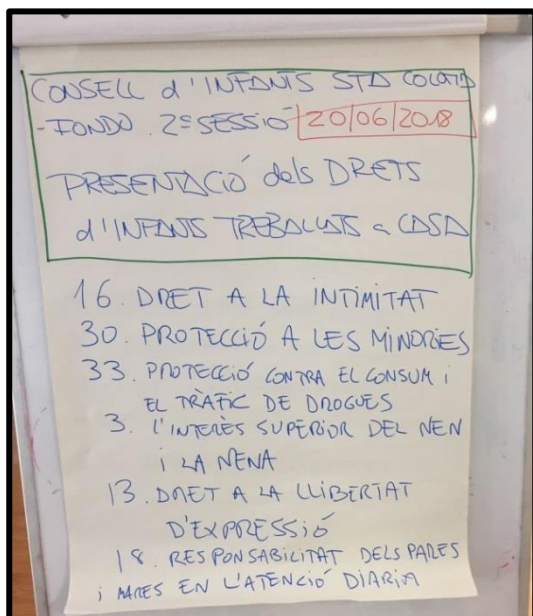 CONSELL d'INFANTS STA COLOMA
-FONDO. 2ª SESSIÓ 20/06/2018
PRESENTACIÓ dels DRETS
d'INFANTS TREBALLATS a CASA
16. DRET A LA INTIMITAT
30. PROTECCIÓ A LES MINORIES
33. PROTECCIÓ CONTRA EL CONSUM i
EL TRÀFIC DE DROGUES
3. L'INTERÈS SUPERIOR DEL NEN
i LA NENA
13. DRET A LA LLIBERTAT
D'EXPRESSIÓ
18. RESPONSABILITAT DELS PARES
i MARES EN L'ATENCIÓ DIÀRIA